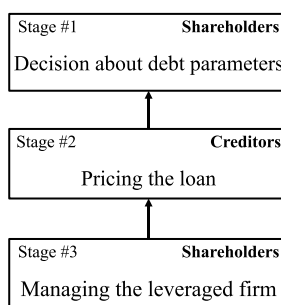 Stage #1 Shareholders
Decision about debt parameters
Stage #2 Creditors
Pricing the loan
Stage #3 Shareholders
Managing the leveraged firm